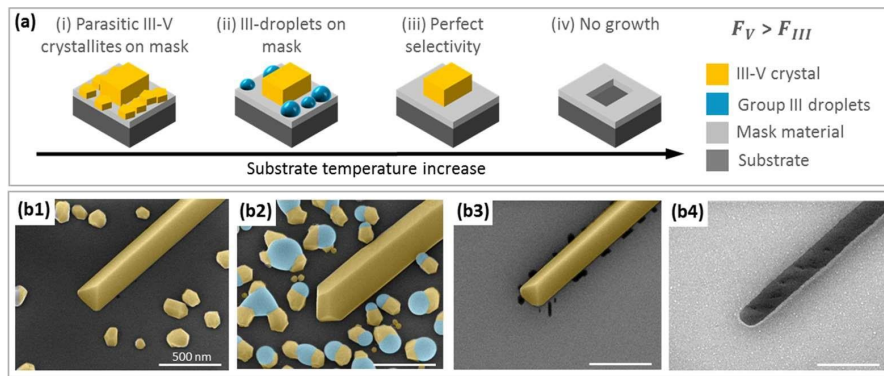 (a)
(i) Parasitic III-V
crystallites on mask
(ii) III-droplets on
mask
(iii) Perfect
selectivity
(iv) No growth
F_V > F_III
III-V crystal
Group III droplets
Mask material
Substrate
Substrate temperature increase
(b1)
500 nm
(b2)
(b3)
(b4)